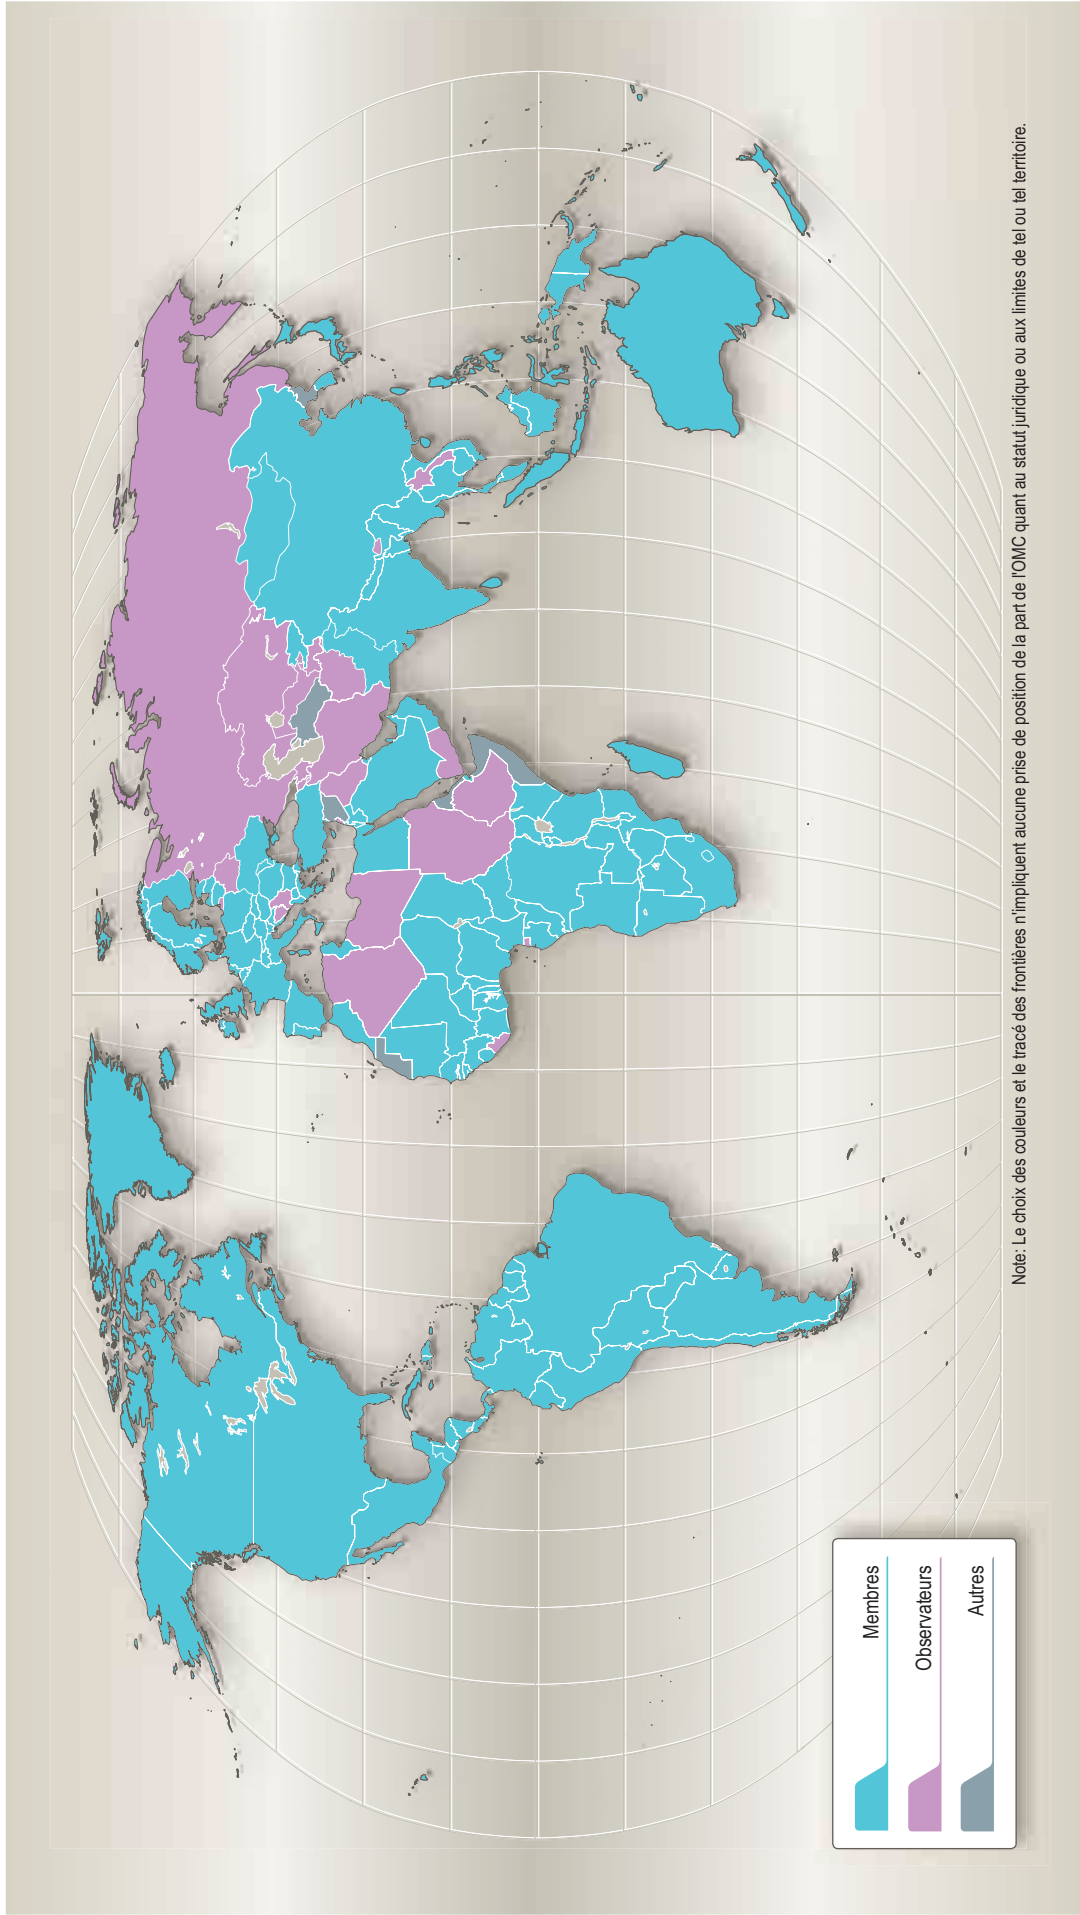 Membres
Observateurs
Autres
Note: Le choix des couleurs et le tracé des frontières n'impliquent aucune prise de position de la part de l'OMC quant au statut juridique ou aux limites de tel ou tel territoire.